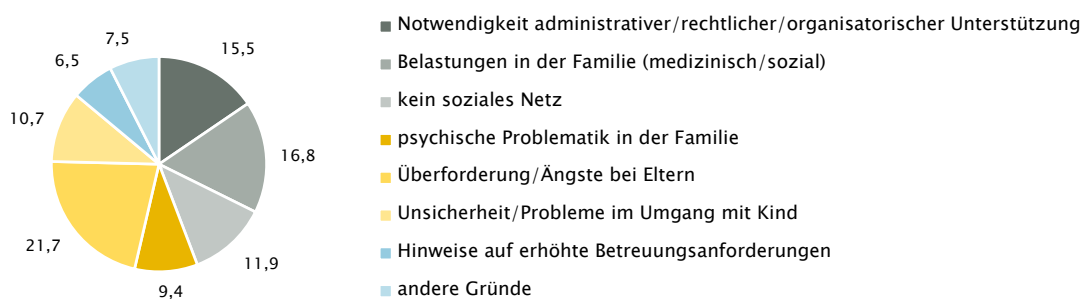 15,5
16,8
11,9
9,4
21,7
10,7
6,5
7,5
Notwendigkeit administrativer/rechtlicher/organisatorischer Unterstützung
Belastungen in der Familie (medizinisch/sozial)
kein soziales Netz
psychische Problematik in der Familie
Überforderung/Ängste bei Eltern
Unsicherheit/Probleme im Umgang mit Kind
Hinweise auf erhöhte Betreuungsanforderungen
andere Gründe